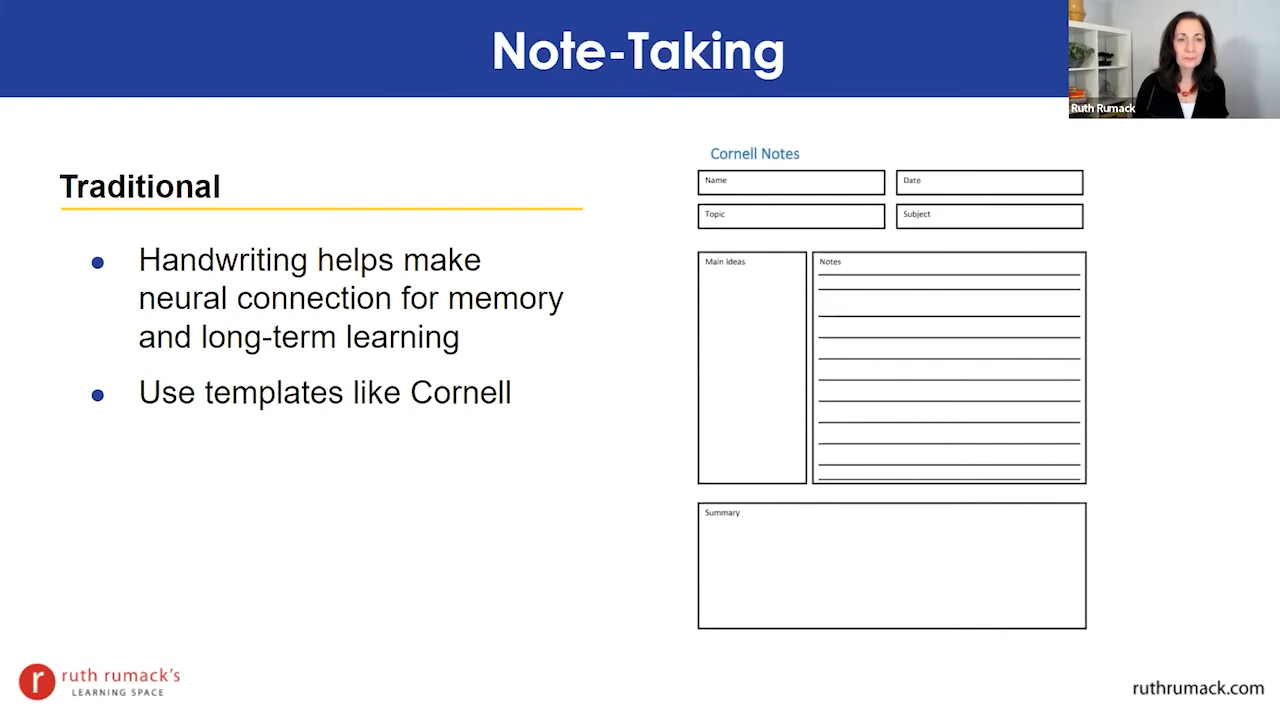 Note-Taking
Ruth Rumack
Traditional
Handwriting helps make
neural connection for memory
and long-term learning
Use templates like Cornell
Cornell Notes
Name
Date
Topic
Subject
Main Ideas
Notes
Summary
r ruth rumack's
LEARNING SPACE
ruthrumack.com